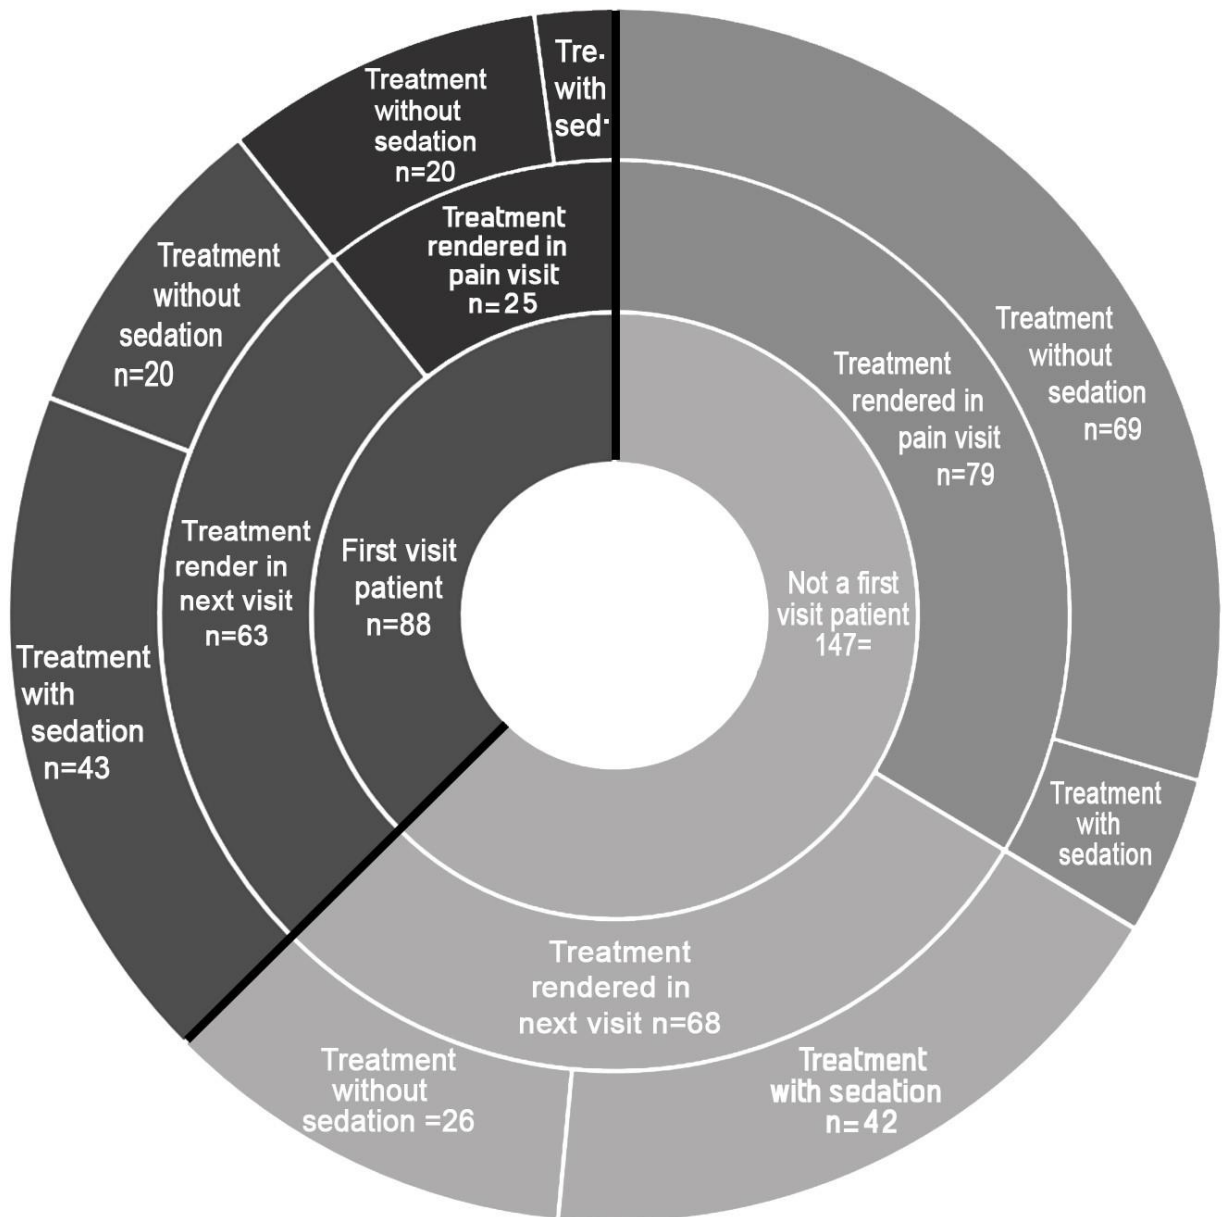 Tre.
with
sed.
Treatment
without
sedation
n=20
Treatment
rendered in
pain visit
n=25
Treatment
without
sedation
n=20
Treatment
render in
next visit
n=63
First visit
patient
n=88
Treatment
with
sedation
n=43
Treatment
without
sedation
n=69
Treatment
rendered in
pain visit
n=79
Not a first
visit patient
147=
Treatment
with
sedation
Treatment
rendered in
next visit n=68
Treatment
without
sedation =26
Treatment
with sedation
n=42